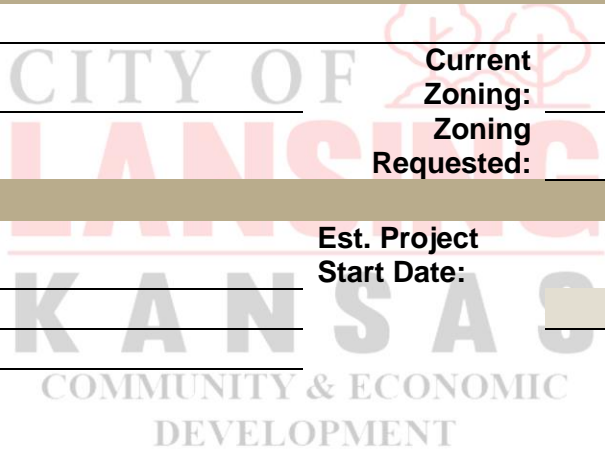 CITY OF
Current
Zoning:
Zoning
Requested:
LANSING
Est. Project
Start Date:
KANSAS
COMMUNITY & ECONOMIC
DEVELOPMENT